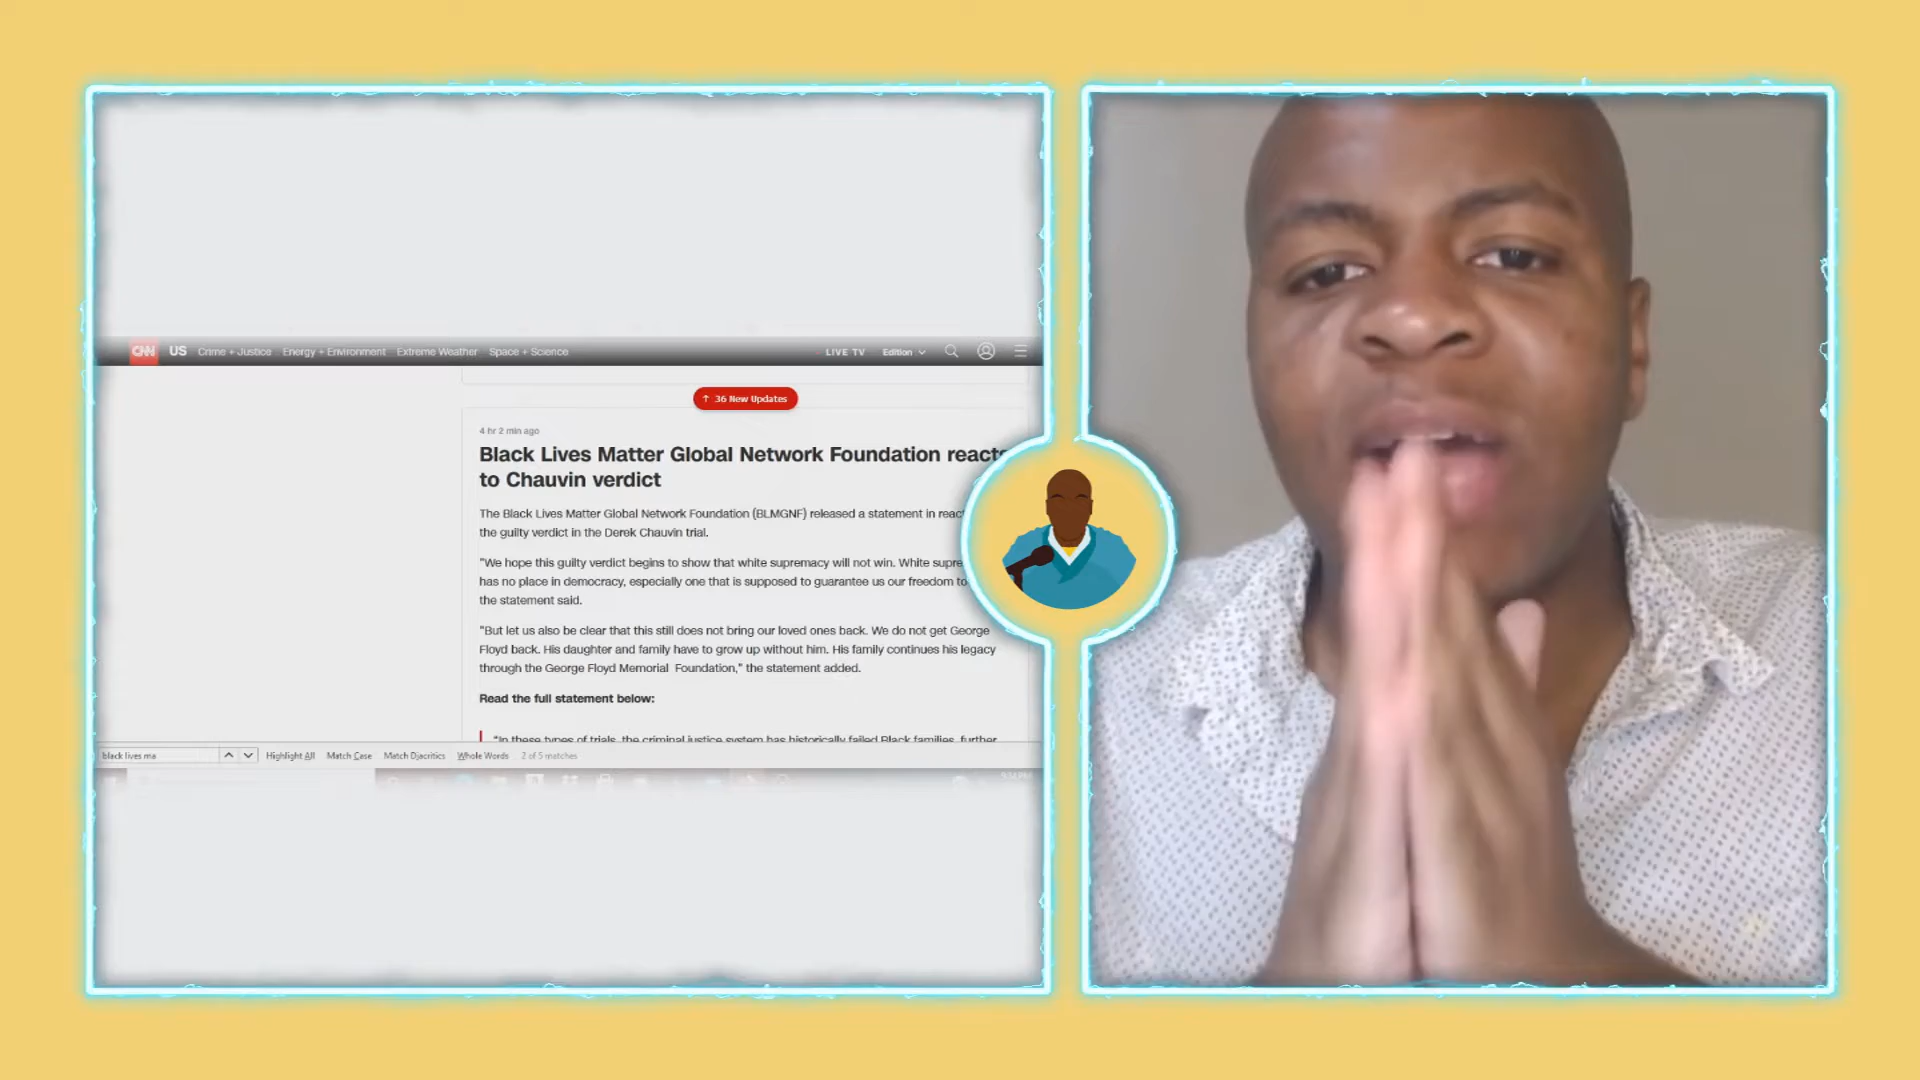 CNN US Crime + Justice Energy + Environment Extreme Weather Space + Science LIVE TV Edition
↑ 36 New Updates
4 hr 2 min ago
Black Lives Matter Global Network Foundation reacts
to Chauvin verdict
The Black Lives Matter Global Network Foundation (BLMGNF) released a statement in
the guilty verdict in the Derek Chauvin trial.
"We hope this guilty verdict begins to show that white supremacy will not win. White
has no place in democracy, especially one that is supposed to guarantee us our freedom to
the statement said.
"But let us also be clear that this still does not bring our loved ones back. We do not get George
Floyd back. His daughter and family have to grow up without him. His family continues his legacy
through the George Floyd Memorial Foundation," the statement added.
Read the full statement below:
"In these types of trials, the criminal justice system has historically failed Black families, further
black lives ma Highlight All Match Case Match Diacritics Whole Words 2 of 5 matches